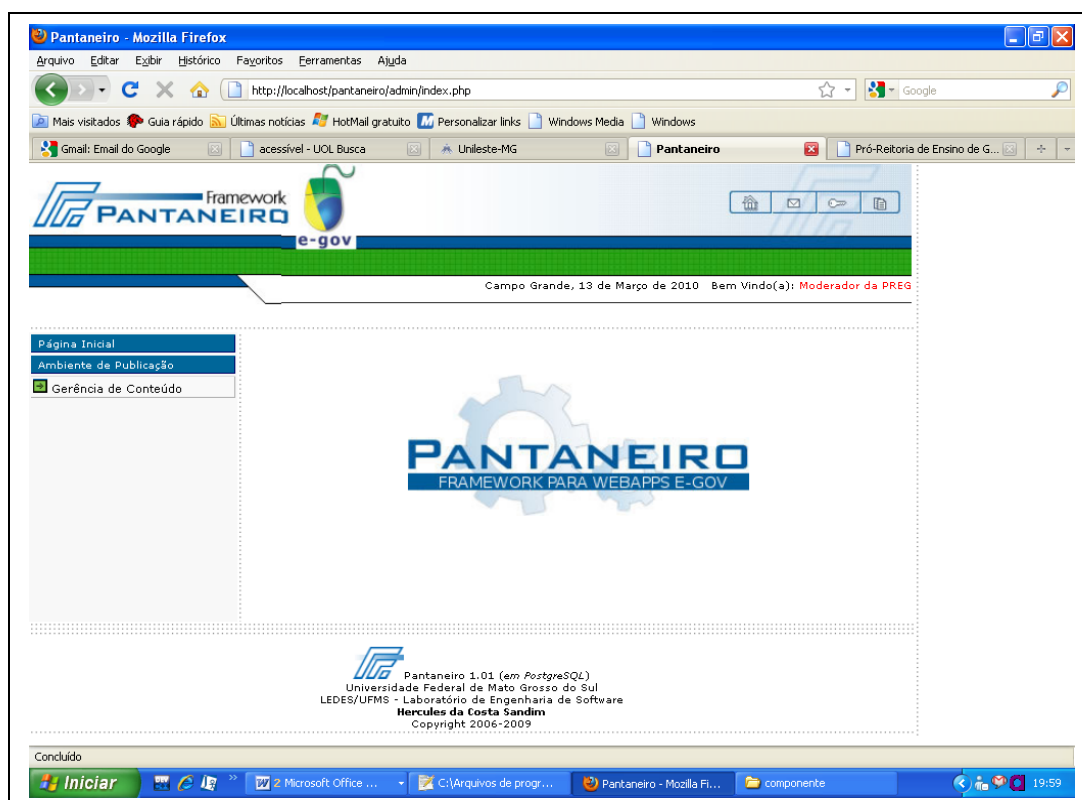 Pantaneiro - Mozilla Firefox
Arquivo Editar Exibir Histórico Favoritos Ferramentas Ajuda
http://localhost/pantaneiro/admin/index.php
Google
Mais visitados Guia rápido Últimas notícias HotMail gratuito Personalizar links Windows Media Windows
Gmail: Email do Google acessível - UOL Busca Unileste-MG Pantaneiro Pró-Reitoria de Ensino de G...
Framework
PANTANEIRO
e-gov
Campo Grande, 13 de Março de 2010 Bem Vindo(a): Moderador da PREG
Página Inicial
Ambiente de Publicação
Gerência de Conteúdo
PANTANEIRO
FRAMEWORK PARA WEBAPPS E-GOV
Pantaneiro 1.01 (em PostgreSQL)
Universidade Federal de Mato Grosso do Sul
LEDES/UFMS - Laboratório de Engenharia de Software
Hercules da Costa Sandim
Copyright 2006-2009
Concluído
Iniciar 2 Microsoft Office ... C:\Arquivos de progr... Pantaneiro - Mozilla Fi... componente 19:59